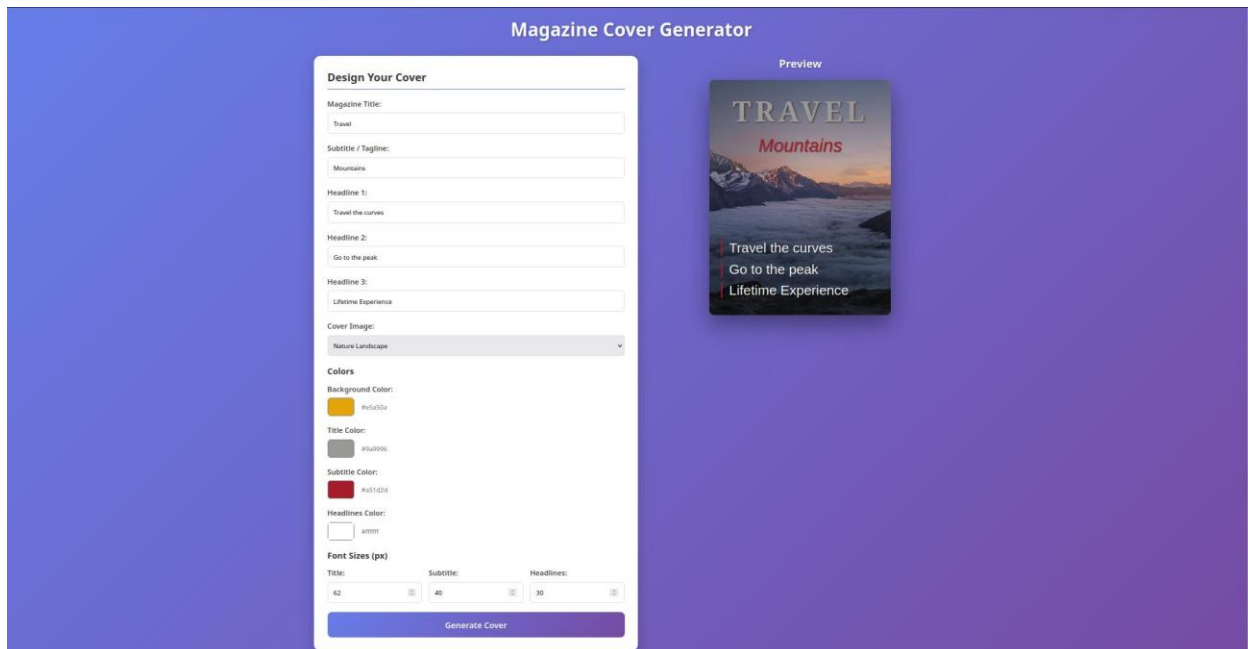 Magazine Cover Generator
Design Your Cover
Magazine Title:
Travel
Subtitle / Tagline:
Mountains
Headline 1:
Travel the curves
Headline 2:
Go to the peak
Headline 3:
Lifetime Experience
Cover Image:
Nature Landscape
Colors
Background Color:
#e5a50a
Title Color:
#9a9996
Subtitle Color:
#a51d2d
Headlines Color:
#ffffff
Font Sizes (px)
Title: Subtitle: Headlines:
62 40 30
Generate Cover
Preview
TRAVEL
Mountains
Travel the curves
Go to the peak
Lifetime Experience